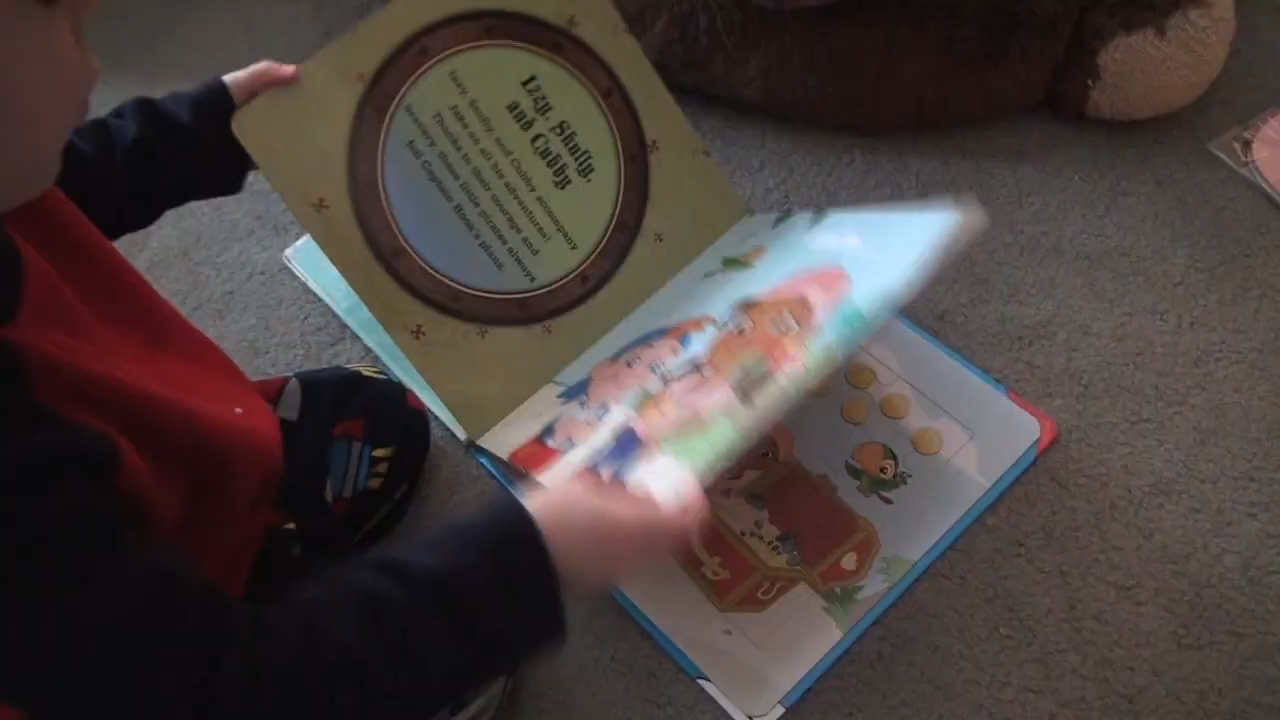 Izzy, Skully,
and Cubby
Izzy, Skully, and Cubby accompany
Jake on all his adventures!
Thanks to their courage and
bravery, these little pirates always
foil Captain Hook's plans.